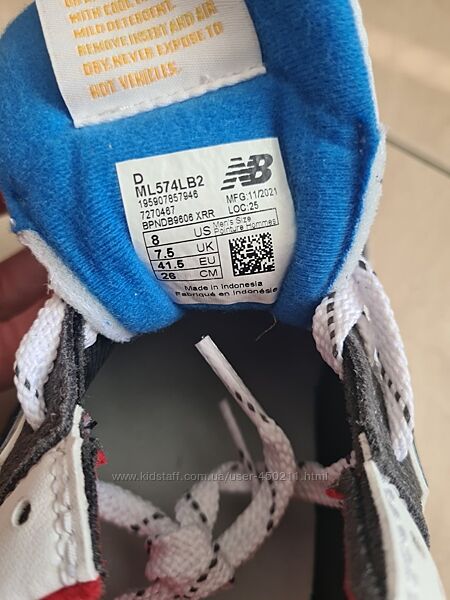 WITH COOL
MILD DETERGENT.
REMOVE INSERT AND AIR
DRY. NEVER EXPOSE TO
HOT VEHICLES.
D
ML574LB2
195907857946
7270467
BPNDB9606 XRR
NB
MFG:11/2021
LOC:25
8 US Men's Size
Pointure Hommes
7.5 UK
41.5 EU
26 CM
Made in Indonesia
Fabriqué en Indonésie
www.kidstaff.com.ua/user-450211.html